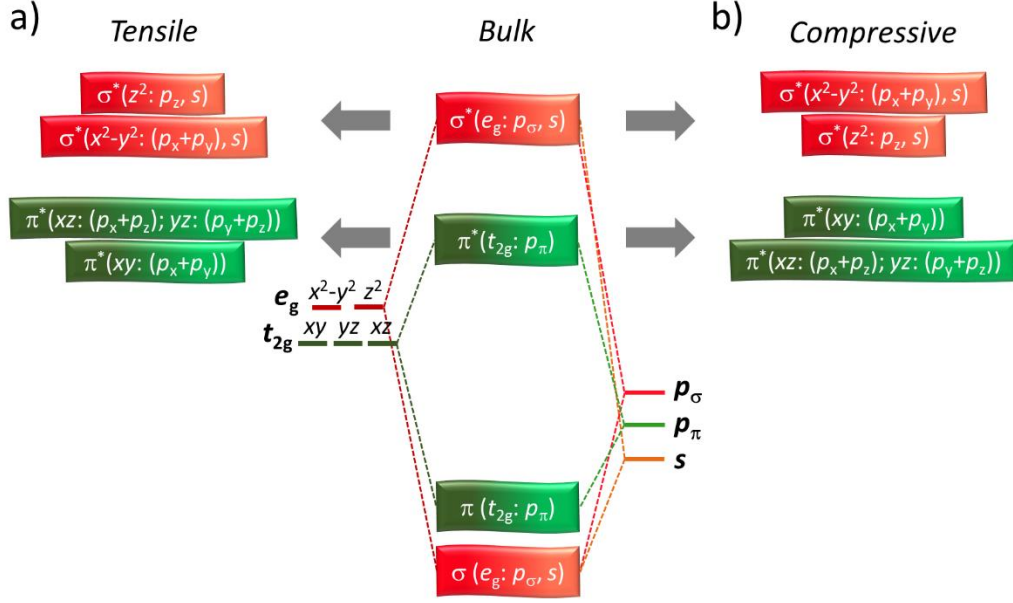 a)
Tensile
Bulk
b)
Compressive
σ*(z²: pz, s)
σ*(x²-y²: (px+py), s)
σ*(eg: pσ, s)
σ*(x²-y²: (px+py), s)
σ*(z²: pz, s)
π*(xz: (px+pz); yz: (py+pz))
π*(xy: (px+py))
π*(t2g: pπ)
π*(xy: (px+py))
π*(xz: (px+pz); yz: (py+pz))
eg x²-y² z²
t2g xy yz xz
pσ
pπ
s
π (t2g: pπ)
σ (eg: pσ, s)